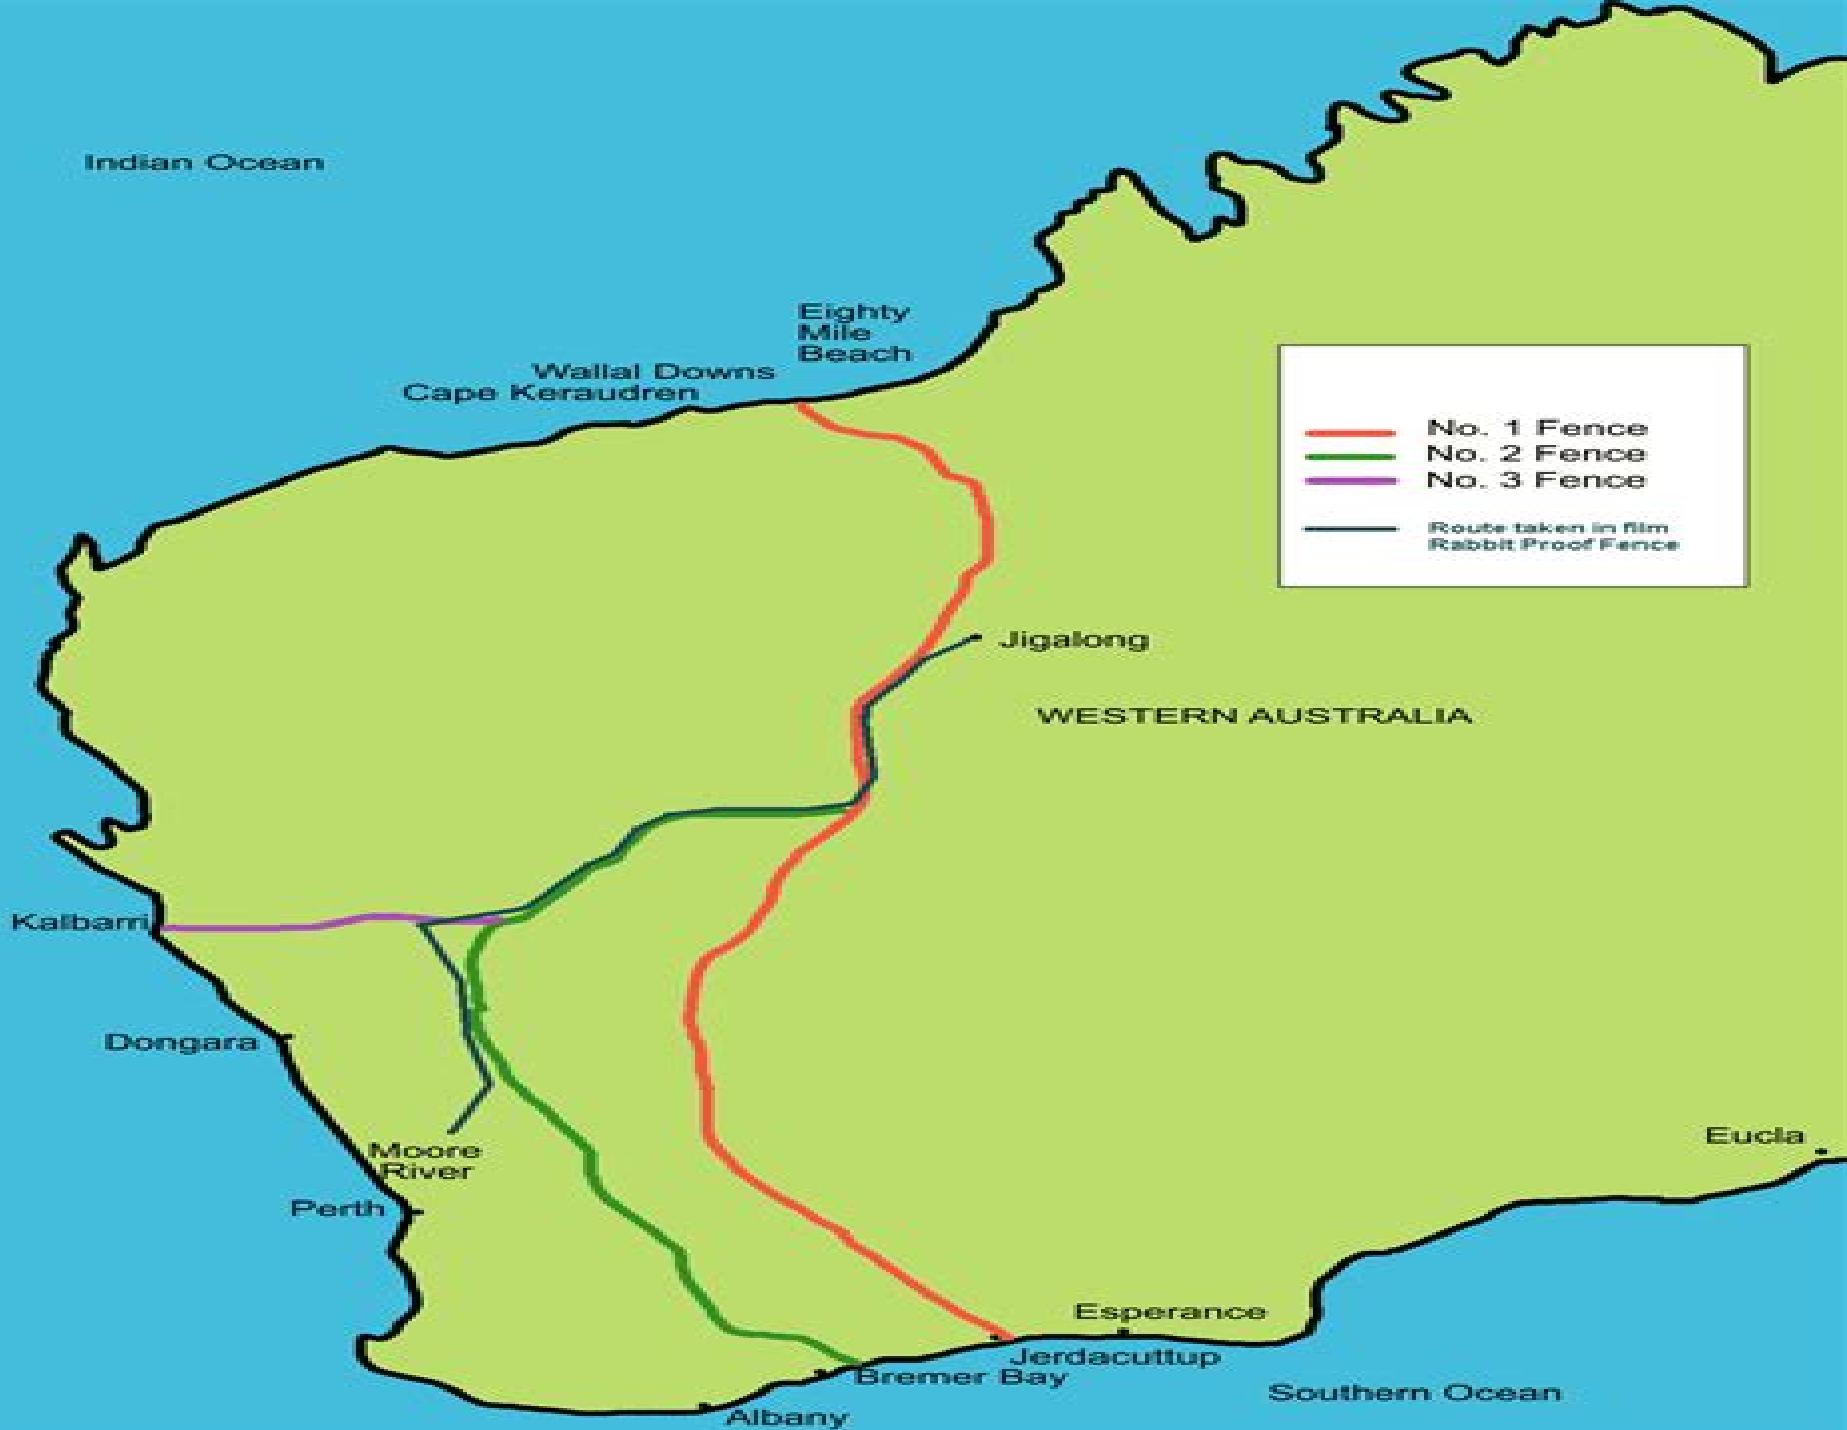 Indian Ocean
Eighty
Mile
Beach
Wallal Downs
Cape Keraudren
No. 1 Fence
No. 2 Fence
No. 3 Fence
Route taken in film
Rabbit Proof Fence
Jigalong
WESTERN AUSTRALIA
Kalbarri
Dongara
Moore
River
Perth
Eucla
Esperance
Jerdacuttup
Bremer Bay
Southern Ocean
Albany